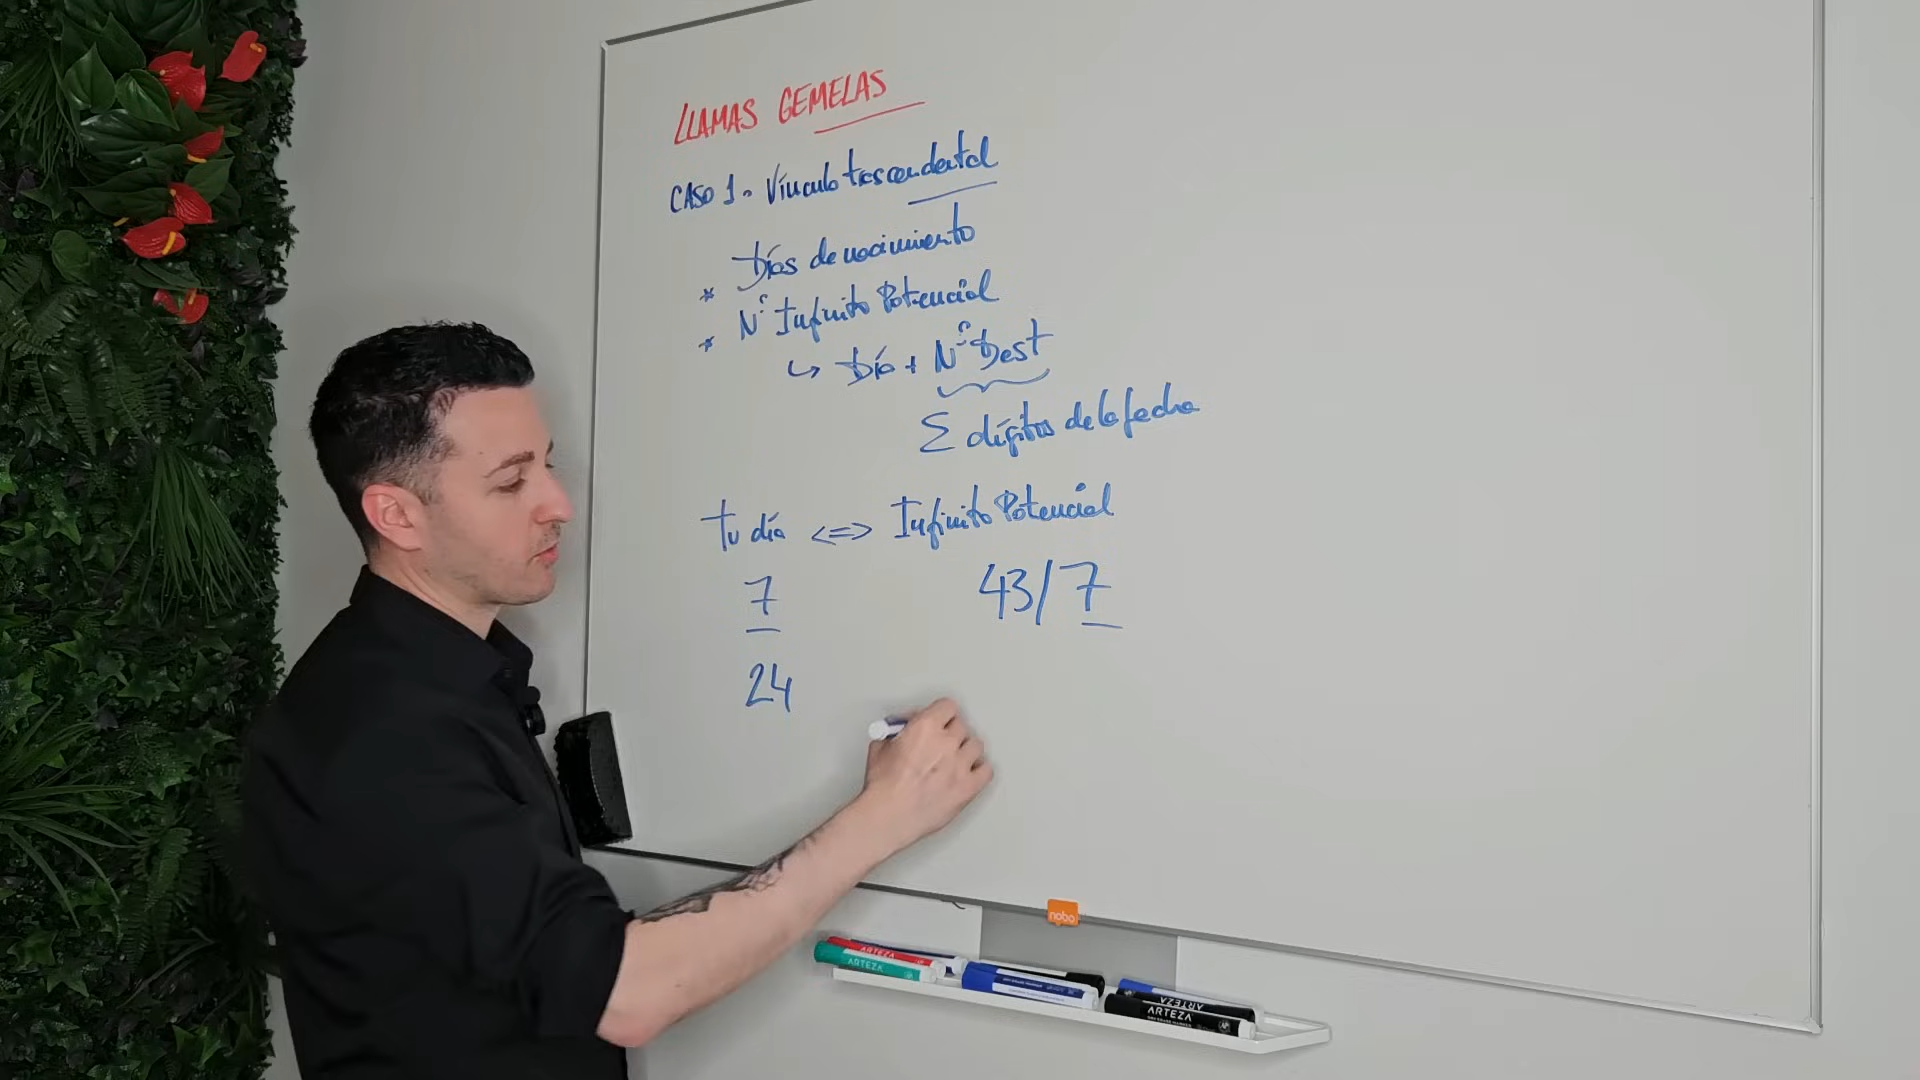 LLAMAS GEMELAS
CASO 1. Vínculo trascendental
* Días de nacimiento
* Nº Infinito Potencial
↳ Día + Nº Dest
Σ dígitos de la fecha
tu día <=> Infinito Potencial
7 43/7
24
nobo
ARTEZA
ARTEZA
ARTEZA
ARTEZA